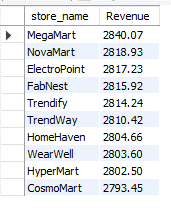 store_name Revenue
MegaMart 2840.07
NovaMart 2818.93
ElectroPoint 2817.23
FabNest 2815.92
Trendify 2814.24
TrendWay 2810.42
HomeHaven 2804.66
WearWell 2803.60
HyperMart 2802.50
CosmoMart 2793.45